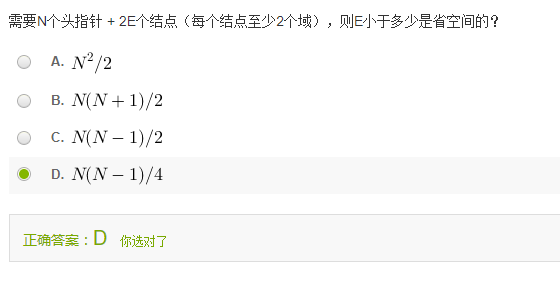 需要N个头指针 + 2E个结点（每个结点至少2个域），则E小于多少是省空间的？
A. N²/2
B. N(N + 1)/2
C. N(N − 1)/2
D. N(N − 1)/4
正确答案：D 你选对了